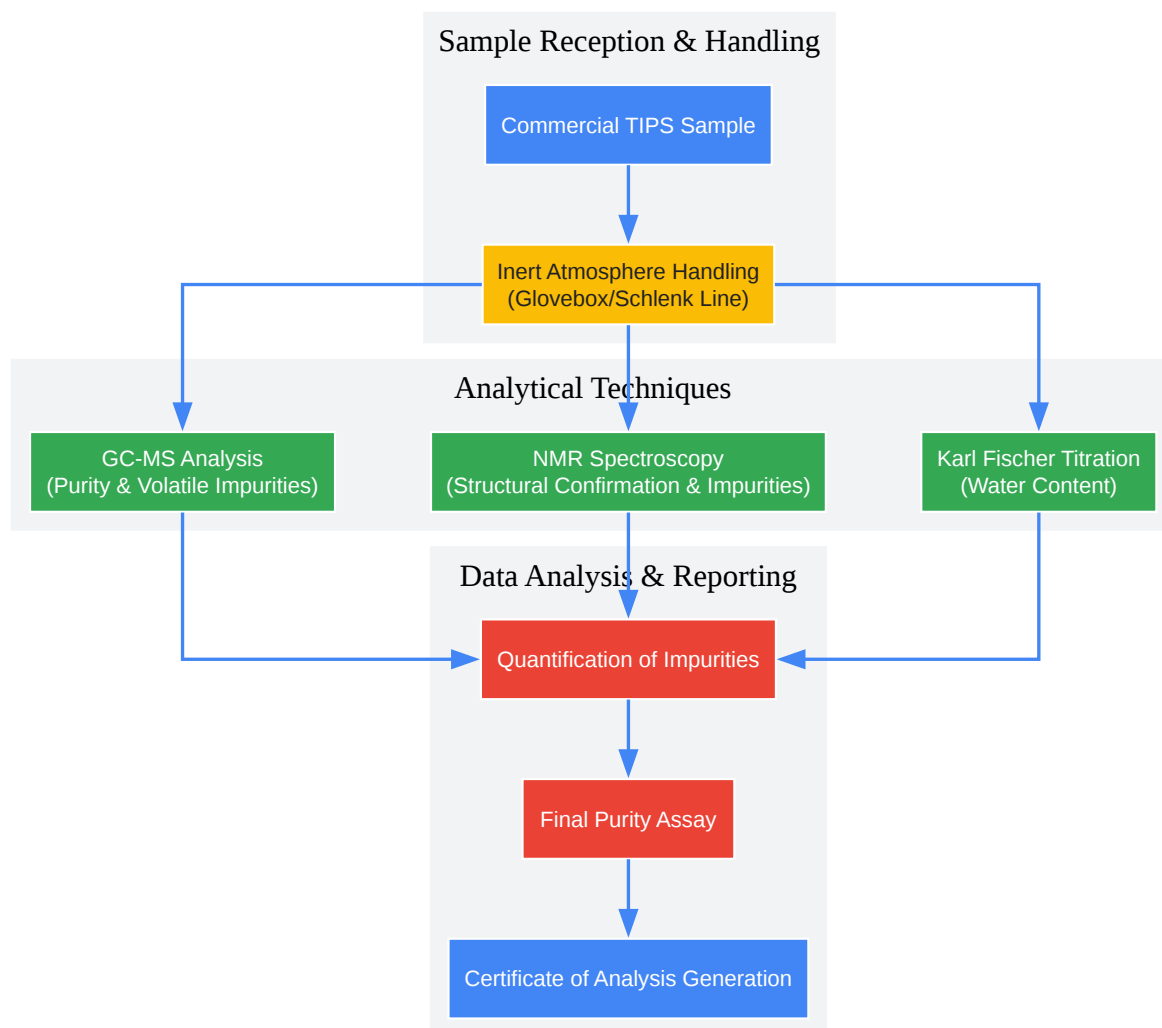 Sample Reception & Handling
Commercial TIPS Sample
Inert Atmosphere Handling
(Glovebox/Schlenk Line)
Analytical Techniques
GC-MS Analysis
(Purity & Volatile Impurities)
NMR Spectroscopy
(Structural Confirmation & Impurities)
Karl Fischer Titration
(Water Content)
Data Analysis & Reporting
Quantification of Impurities
Final Purity Assay
Certificate of Analysis Generation